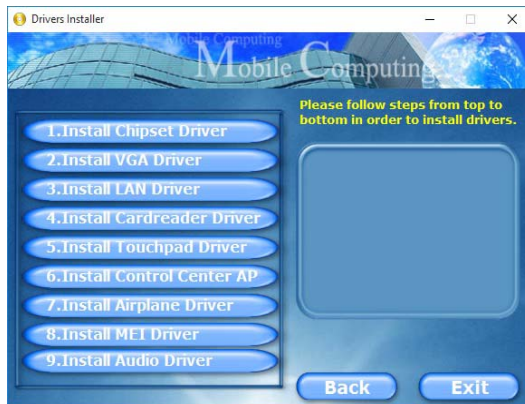 Drivers Installer
Mobile Computing
Mobile Computing
Please follow steps from top to
bottom in order to install drivers.
1.Install Chipset Driver
2.Install VGA Driver
3.Install LAN Driver
4.Install Cardreader Driver
5.Install Touchpad Driver
6.Install Control Center AP
7.Install Airplane Driver
8.Install MEI Driver
9.Install Audio Driver
Back
Exit